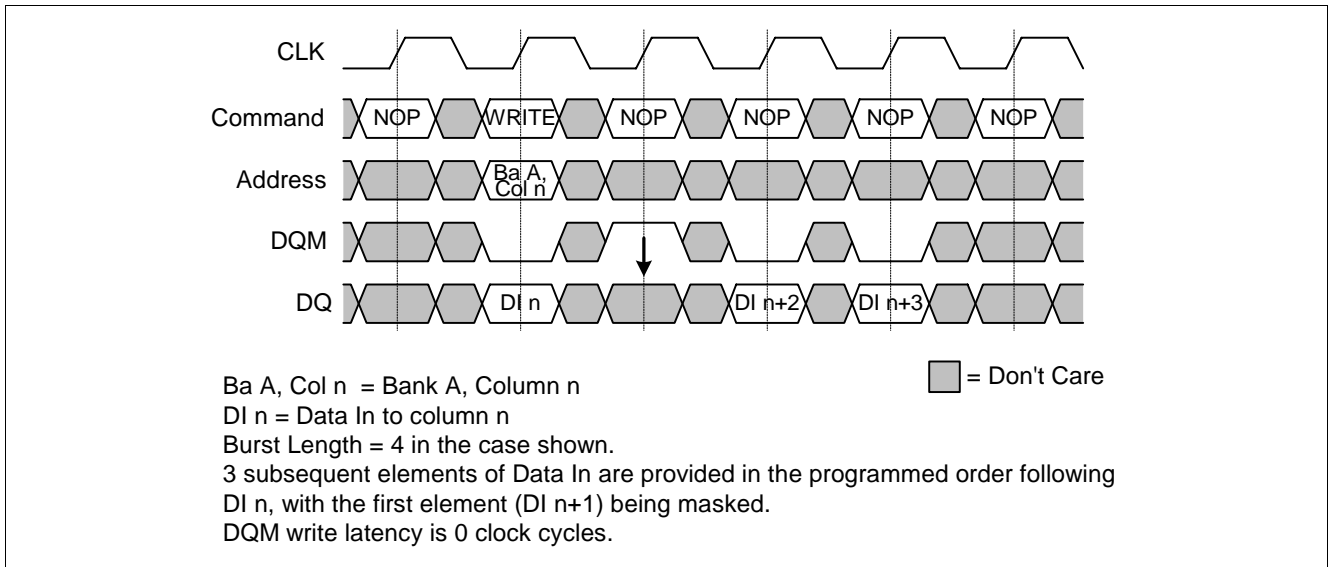 CLK
Command NOP WRITE NOP NOP NOP NOP
Address Ba A,
Col n
DQM
DQ DI n DI n+2 DI n+3
Ba A, Col n = Bank A, Column n
= Don't Care
DI n = Data In to column n
Burst Length = 4 in the case shown.
3 subsequent elements of Data In are provided in the programmed order following
DI n, with the first element (DI n+1) being masked.
DQM write latency is 0 clock cycles.